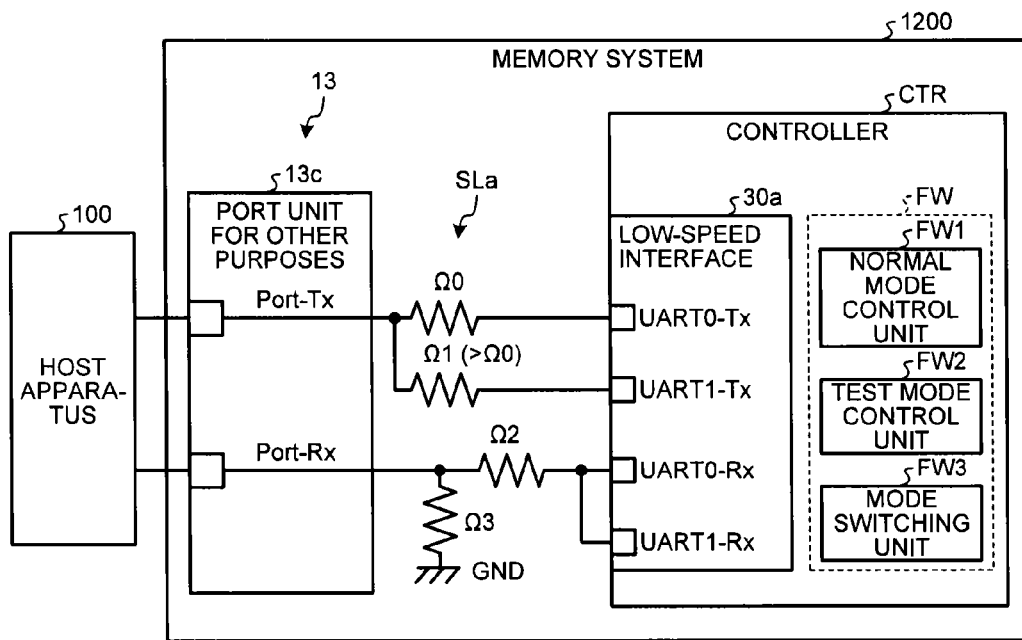 1200
MEMORY SYSTEM
13
CTR
CONTROLLER
13c
SLa
100
PORT UNIT
FOR OTHER
PURPOSES
30a
LOW-SPEED
INTERFACE
FW
FW1
NORMAL
MODE
CONTROL
UNIT
Port-Tx
Ω0
UART0-Tx
Ω1 (>Ω0)
UART1-Tx
HOST
APPARA-
TUS
FW2
TEST MODE
CONTROL
UNIT
Port-Rx
Ω2
UART0-Rx
Ω3
UART1-Rx
GND
FW3
MODE
SWITCHING
UNIT